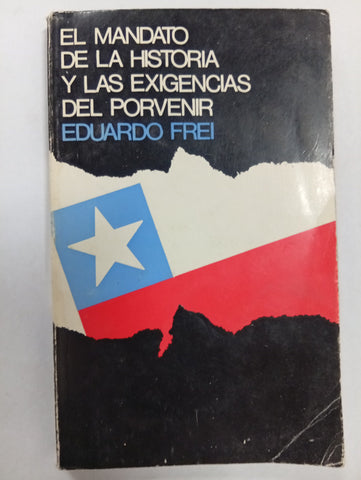 EL MANDATO
DE LA HISTORIA
Y LAS EXIGENCIAS
DEL PORVENIR
EDUARDO FREI